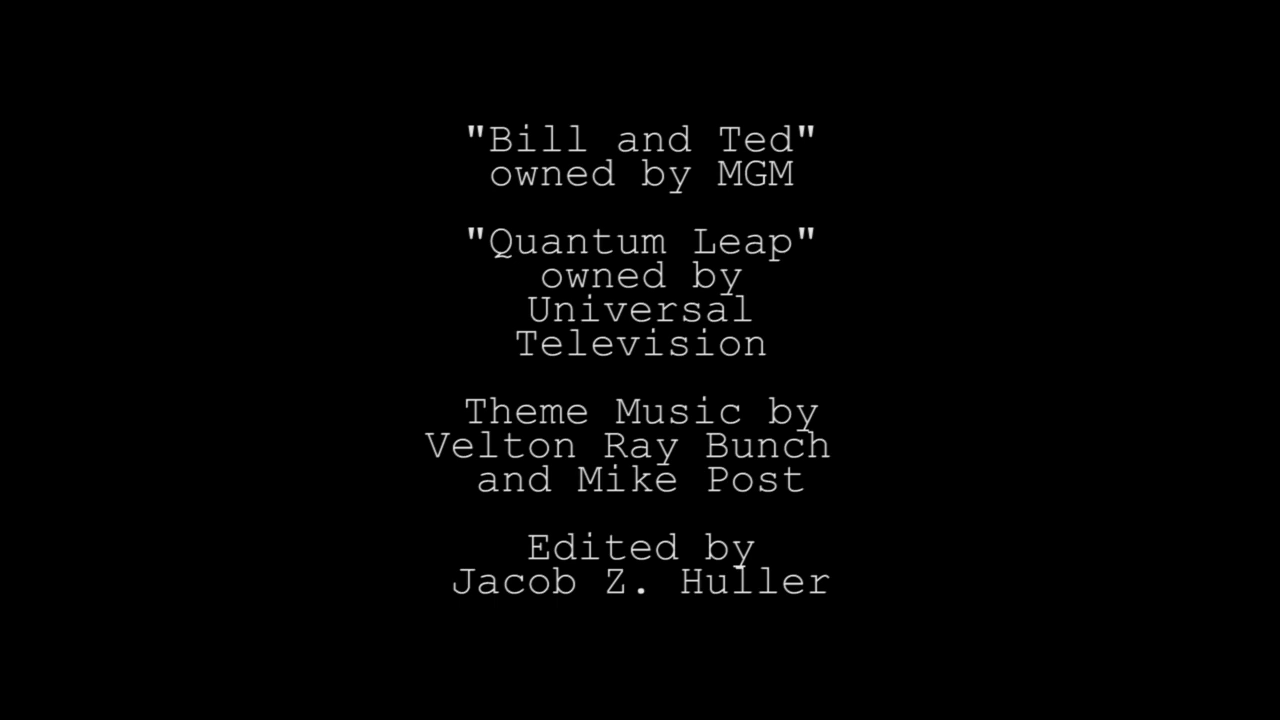 "Bill and Ted"
owned by MGM
"Quantum Leap"
owned by
Universal
Television
Theme Music by
Velton Ray Bunch
and Mike Post
Edited by
Jacob Z. Huller